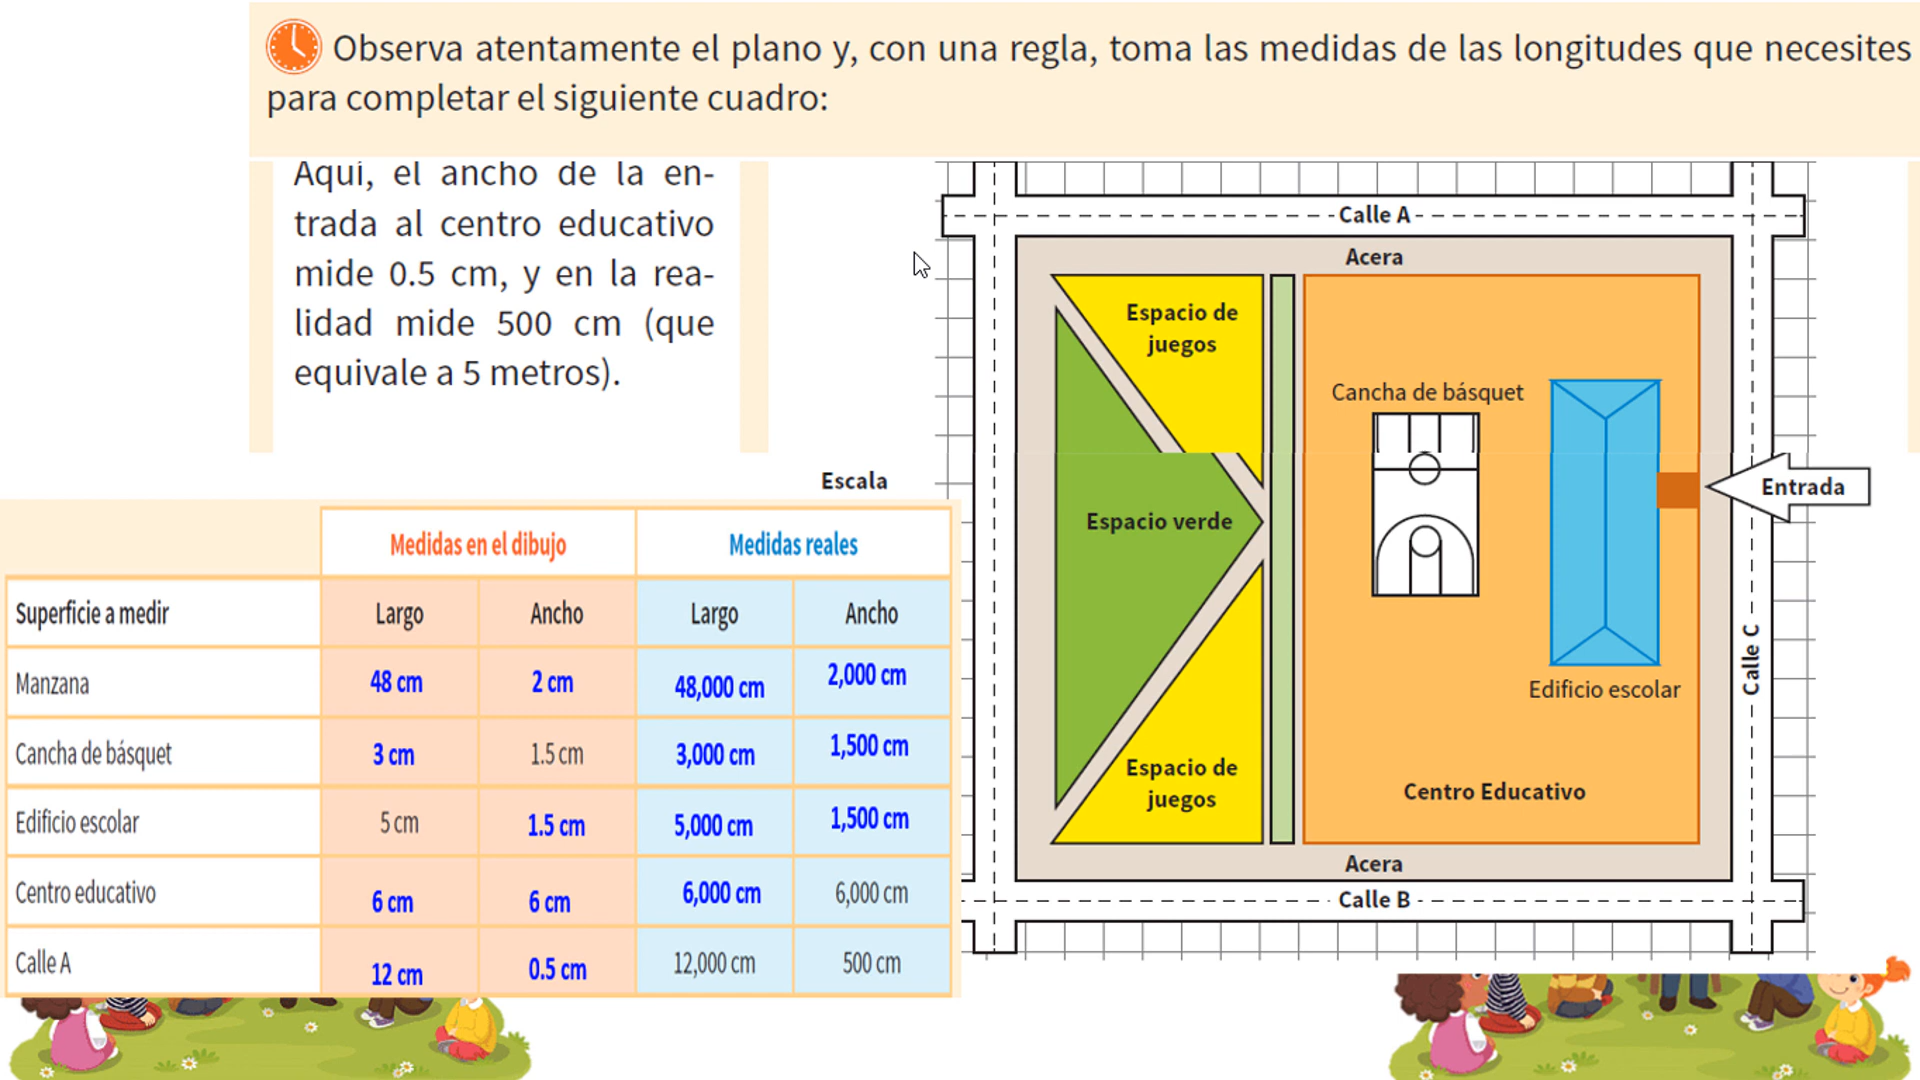 Observa atentamente el plano y, con una regla, toma las medidas de las longitudes que necesites
para completar el siguiente cuadro:
Aquí, el ancho de la en-
trada al centro educativo
mide 0.5 cm, y en la rea-
lidad mide 500 cm (que
equivale a 5 metros).
Escala
Medidas en el dibujo Medidas reales
Superficie a medir Largo Ancho Largo Ancho
Manzana 48 cm 2 cm 48,000 cm 2,000 cm
Cancha de básquet 3 cm 1.5 cm 3,000 cm 1,500 cm
Edificio escolar 5 cm 1.5 cm 5,000 cm 1,500 cm
Centro educativo 6 cm 6 cm 6,000 cm 6,000 cm
Calle A 12 cm 0.5 cm 12,000 cm 500 cm
Calle A
Acera
Espacio de
juegos
Cancha de básquet
Entrada
Espacio verde
Calle C
Edificio escolar
Espacio de
juegos
Centro Educativo
Acera
Calle B